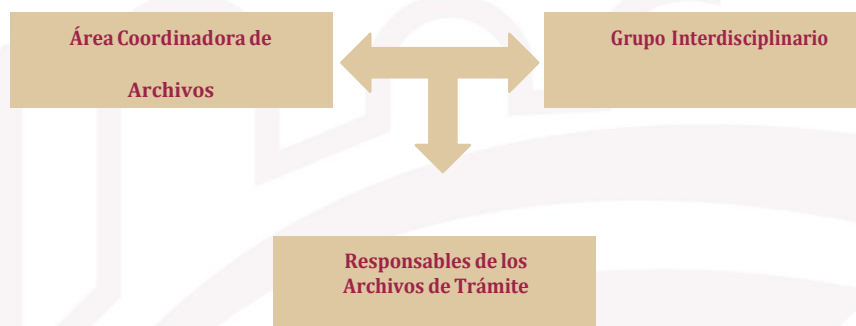 Área Coordinadora de
Archivos
Grupo Interdisciplinario
Responsables de los
Archivos de Trámite